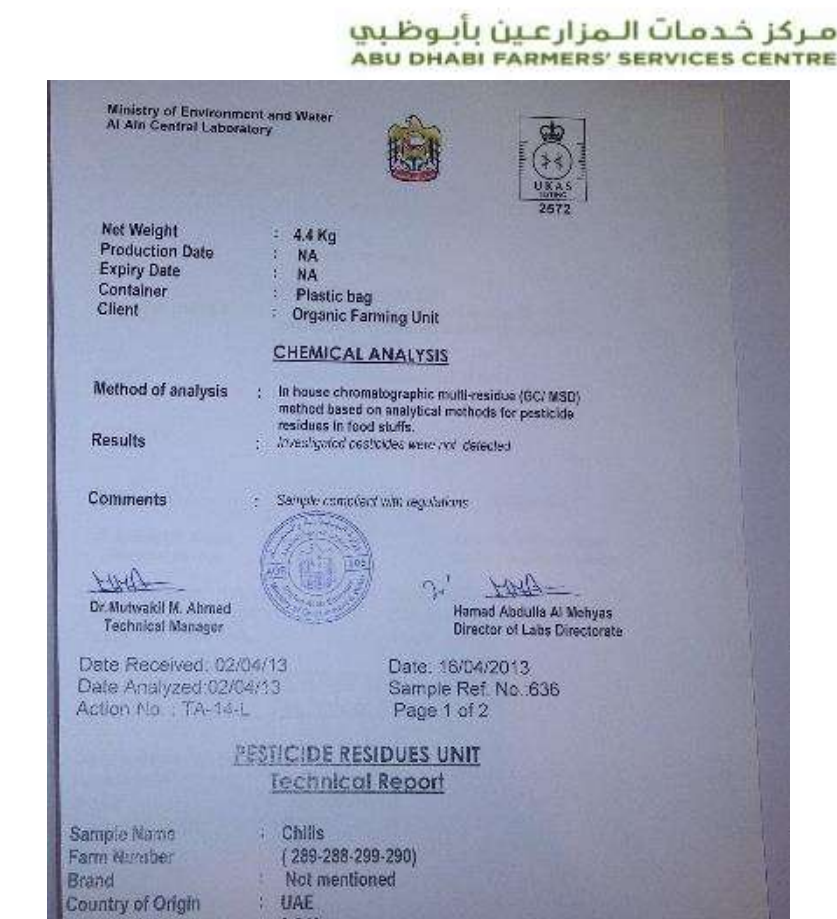 مركز خدمات المزارعين بأبوظبي
ABU DHABI FARMERS' SERVICES CENTRE
Ministry of Environment and Water
Al Ain Central Laboratory
UKAS
TESTING
2572
Net Weight : 4.4 Kg
Production Date : NA
Expiry Date : NA
Container : Plastic bag
Client : Organic Farming Unit
CHEMICAL ANALYSIS
Method of analysis : In house chromatographic multi-residue (GC/ MSD)
method based on analytical methods for pesticide
residues in food stuffs.
Results : Investigated pesticides were not detected
Comments : Sample compliant with regulations
Dr.Mutwakil M. Ahmed
Technical Manager
Hamad Abdulla Al Mehyas
Director of Labs Directorate
Date Received: 02/04/13 Date: 16/04/2013
Date Analyzed:02/04/13 Sample Ref. No.:636
Action No. : TA-14-L Page 1 of 2
PESTICIDE RESIDUES UNIT
Technical Report
Sample Name : Chilis
Farm Number ( 289-288-299-290)
Brand : Not mentioned
Country of Origin : UAE